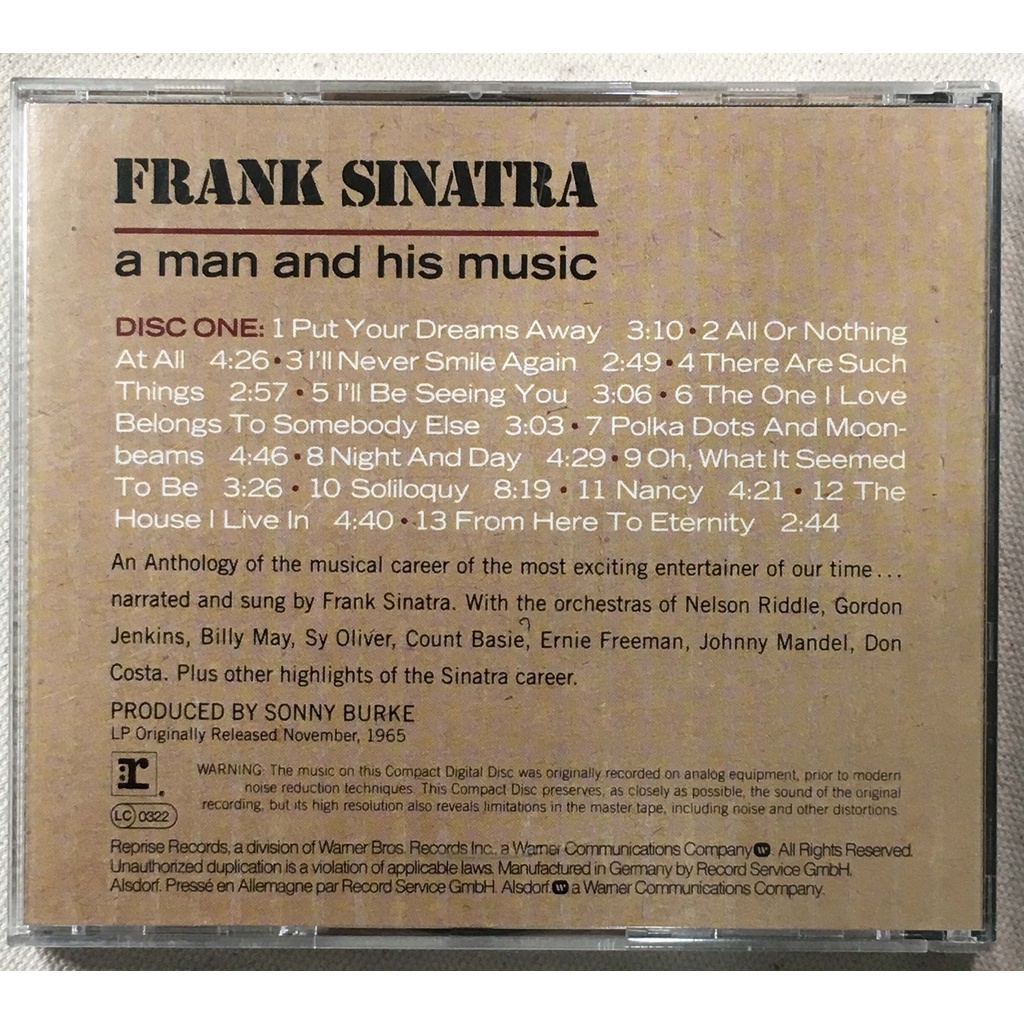 FRANK SINATRA
a man and his music
DISC ONE: 1 Put Your Dreams Away 3:10 • 2 All Or Nothing
At All 4:26 • 3 I'll Never Smile Again 2:49 • 4 There Are Such
Things 2:57 • 5 I'll Be Seeing You 3:06 • 6 The One I Love
Belongs To Somebody Else 3:03 • 7 Polka Dots And Moon-
beams 4:46 • 8 Night And Day 4:29 • 9 Oh, What It Seemed
To Be 3:26 • 10 Soliloquy 8:19 • 11 Nancy 4:21 • 12 The
House I Live In 4:40 • 13 From Here To Eternity 2:44
An Anthology of the musical career of the most exciting entertainer of our time...
narrated and sung by Frank Sinatra. With the orchestras of Nelson Riddle, Gordon
Jenkins, Billy May, Sy Oliver, Count Basie, Ernie Freeman, Johnny Mandel, Don
Costa. Plus other highlights of the Sinatra career.
PRODUCED BY SONNY BURKE
LP Originally Released November, 1965
r
LC 0322
WARNING: The music on this Compact Digital Disc was originally recorded on analog equipment, prior to modern
noise reduction techniques. This Compact Disc preserves, as closely as possible, the sound of the original
recording, but its high resolution also reveals limitations in the master tape, including noise and other distortions.
Reprise Records, a division of Warner Bros. Records Inc., a Warner Communications Company. All Rights Reserved.
Unauthorized duplication is a violation of applicable laws. Manufactured in Germany by Record Service GmbH,
Alsdorf. Pressé en Allemagne par Record Service GmbH. Alsdorf. a Warner Communications Company.